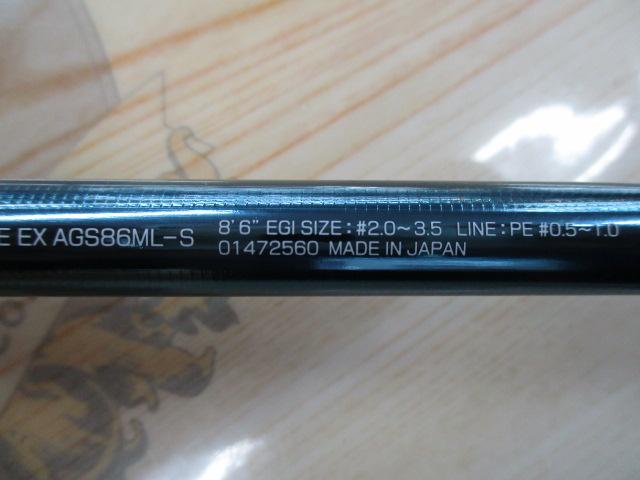 E EX AGS86ML-S 8'6" EGI SIZE:#2.0~3.5 LINE:PE #0.5~1.0
01472560 MADE IN JAPAN